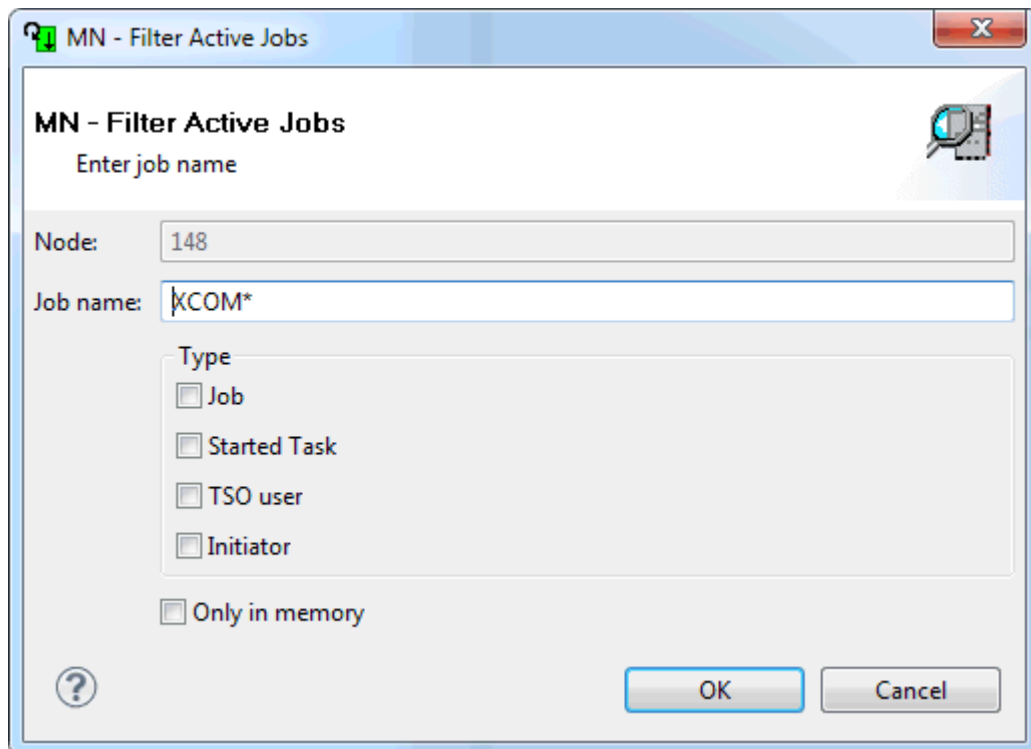 MN - Filter Active Jobs
MN - Filter Active Jobs
Enter job name
Node: 148
Job name: XCOM*
Type
Job
Started Task
TSO user
Initiator
Only in memory
? OK Cancel